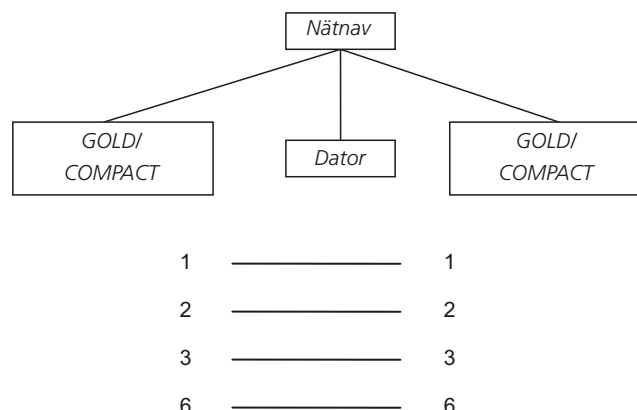 Nätnav
GOLD/
COMPACT
Dator
GOLD/
COMPACT
1 1
2 2
3 3
6 6